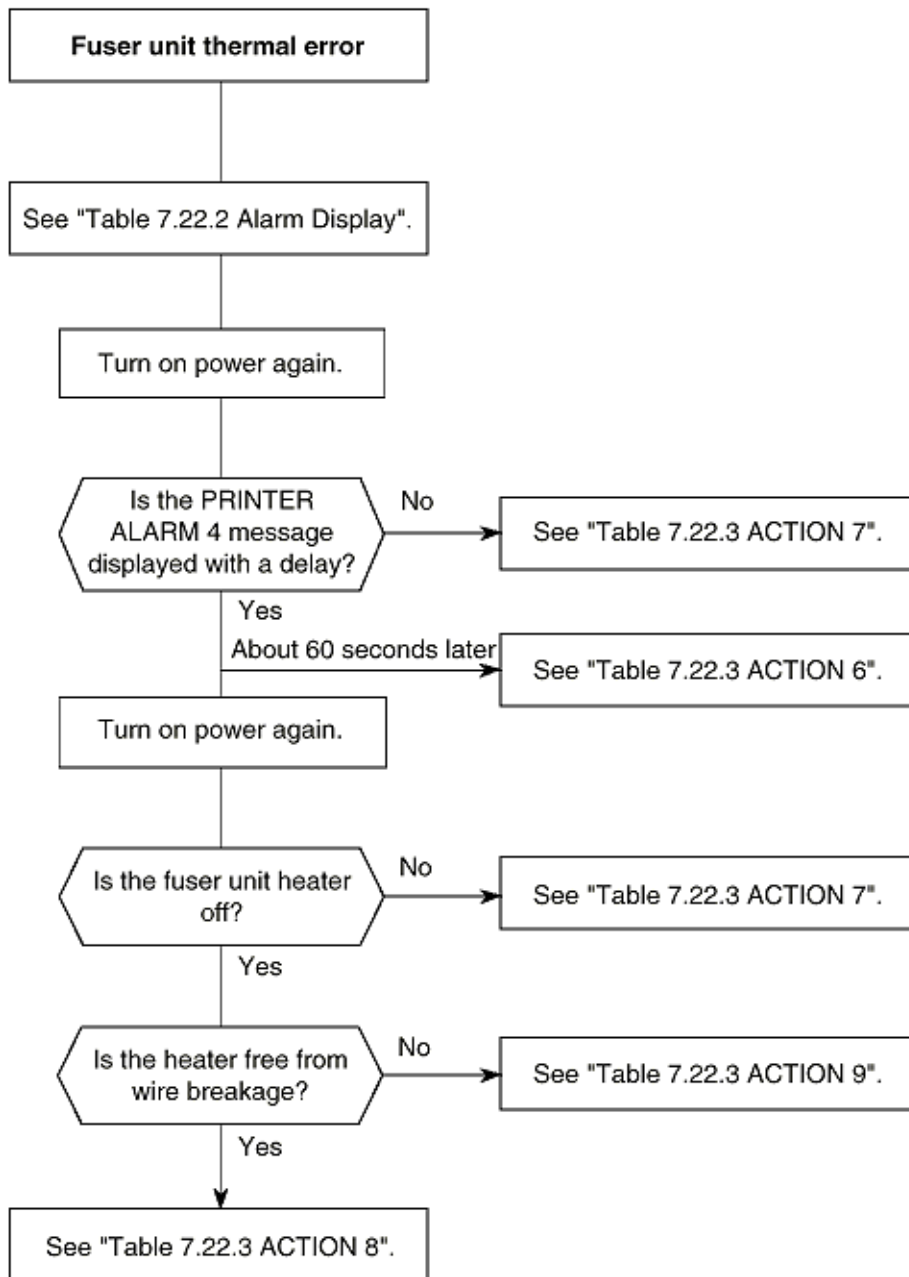 Fuser unit thermal error
See "Table 7.22.2 Alarm Display".
Turn on power again.
Is the PRINTER
ALARM 4 message
displayed with a delay?
No
See "Table 7.22.3 ACTION 7".
Yes
About 60 seconds later
See "Table 7.22.3 ACTION 6".
Turn on power again.
Is the fuser unit heater
off?
No
See "Table 7.22.3 ACTION 7".
Yes
Is the heater free from
wire breakage?
No
See "Table 7.22.3 ACTION 9".
Yes
See "Table 7.22.3 ACTION 8".